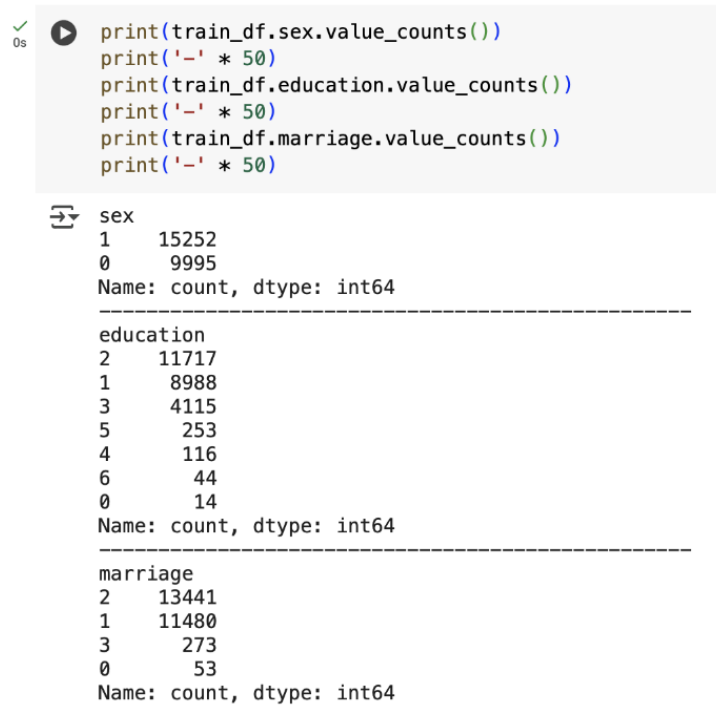 0s
print(train_df.sex.value_counts())
print('-' * 50)
print(train_df.education.value_counts())
print('-' * 50)
print(train_df.marriage.value_counts())
print('-' * 50)
sex
1    15252
0     9995
Name: count, dtype: int64
--------------------------------------------------
education
2    11717
1     8988
3     4115
5      253
4      116
6       44
0       14
Name: count, dtype: int64
--------------------------------------------------
marriage
2    13441
1    11480
3      273
0       53
Name: count, dtype: int64